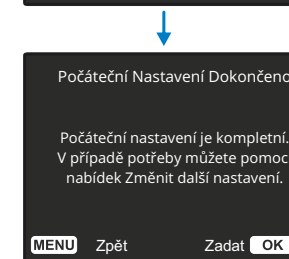 Počáteční Nastavení Dokončeno
Počáteční nastavení je kompletní.
V případě potřeby můžete pomoc
nabídek Změnit další nastavení.
MENU Zpět Zadat OK